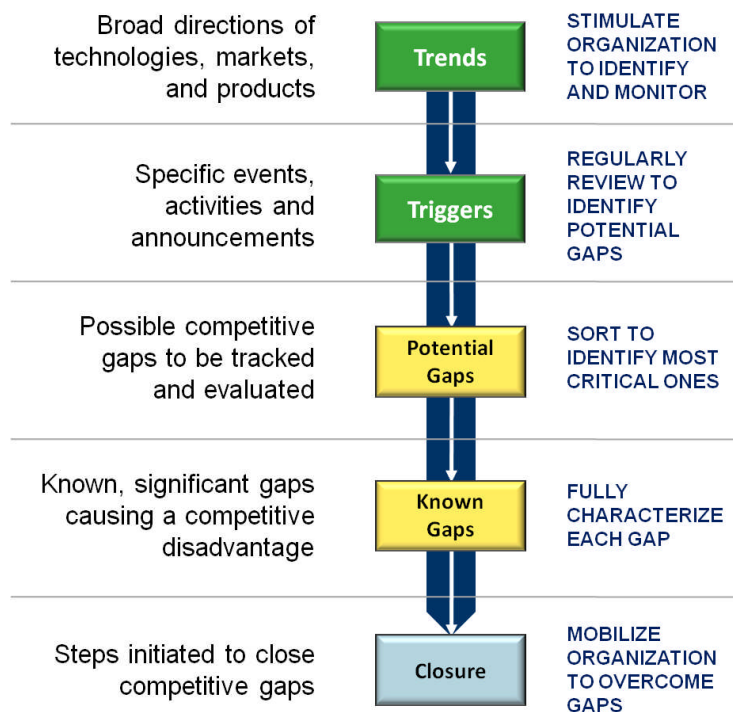 Broad directions of
technologies, markets,
and products
Trends
STIMULATE
ORGANIZATION
TO IDENTIFY
AND MONITOR
Specific events,
activities and
announcements
Triggers
REGULARLY
REVIEW TO
IDENTIFY
POTENTIAL
GAPS
Possible competitive
gaps to be tracked
and evaluated
Potential
Gaps
SORT TO
IDENTIFY MOST
CRITICAL ONES
Known, significant gaps
causing a competitive
disadvantage
Known
Gaps
FULLY
CHARACTERIZE
EACH GAP
Steps initiated to close
competitive gaps
Closure
MOBILIZE
ORGANIZATION
TO OVERCOME
GAPS